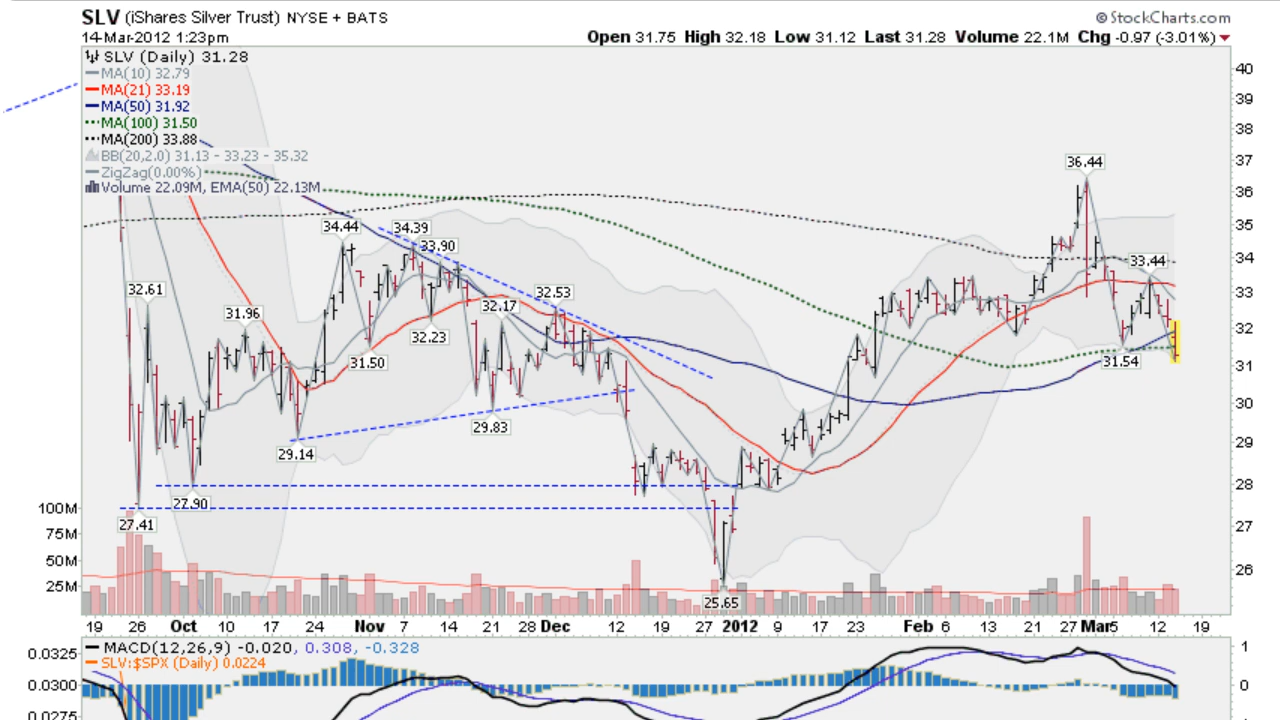 SLV (iShares Silver Trust) NYSE + BATS
© StockCharts.com
14-Mar-2012 1:23pm
Open 31.75 High 32.18 Low 31.12 Last 31.28 Volume 22.1M Chg -0.97 (-3.01%)
SLV (Daily) 31.28
MA(10) 32.79
MA(21) 33.19
MA(50) 31.92
MA(100) 31.50
MA(200) 33.88
BB(20,2.0) 31.13 - 33.23 - 35.32
ZigZag(0.00%)
Volume 22.09M, EMA(50) 22.13M
40
39
38
37
36
35
34
33
32
31
30
29
28
27
26
36.44
34.44
34.39
33.90
33.44
32.61
32.53
32.17
31.96
32.23
31.50
31.54
29.83
29.14
27.90
27.41
25.65
100M
75M
50M
25M
19 26 Oct 10 17 24 Nov 7 14 21 28 Dec 12 19 27 2012 9 17 23 Feb 6 13 21 27 Mar 5 12 19
MACD(12,26,9) -0.020, 0.308, -0.328
SLV:$SPX (Daily) 0.0224
0.0325
0.0300
0.0275
1
0